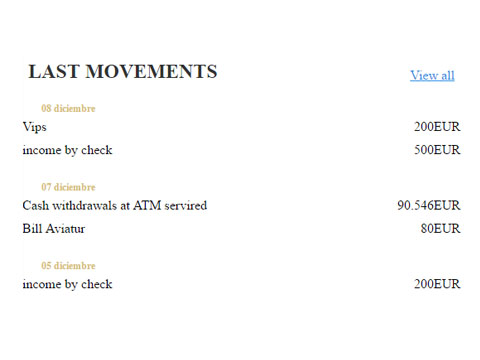 LAST MOVEMENTS View all
08 diciembre
Vips 200EUR
income by check 500EUR
07 diciembre
Cash withdrawals at ATM servired 90.546EUR
Bill Aviatur 80EUR
05 diciembre
income by check 200EUR